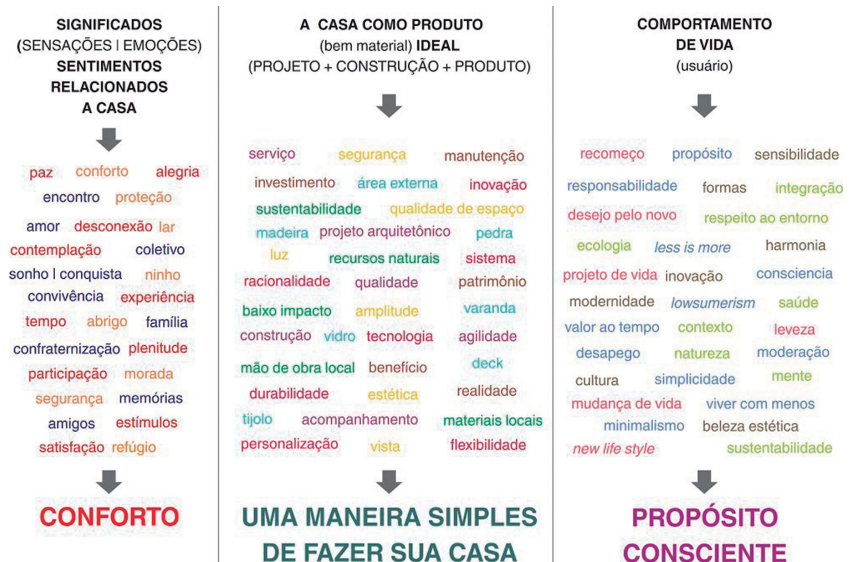 SIGNIFICADOS
(SENSAÇÕES | EMOÇÕES)
SENTIMENTOS
RELACIONADOS
A CASA
paz conforto alegria
encontro proteção
amor desconexão lar
contemplação coletivo
sonho | conquista ninho
convivência experiência
tempo abrigo família
confraternização plenitude
participação morada
segurança memórias
amigos estímulos
satisfação refúgio
CONFORTO
A CASA COMO PRODUTO
(bem material) IDEAL
(PROJETO + CONSTRUÇÃO + PRODUTO)
serviço segurança manutenção
investimento área externa inovação
sustentabilidade qualidade de espaço
madeira projeto arquitetônico pedra
luz recursos naturais sistema
racionalidade qualidade patrimônio
baixo impacto amplitude varanda
construção vidro tecnologia agilidade
mão de obra local benefício deck
durabilidade estética realidade
tijolo acompanhamento materiais locais
personalização vista flexibilidade
UMA MANEIRA SIMPLES
DE FAZER SUA CASA
COMPORTAMENTO
DE VIDA
(usuário)
recomeço propósito sensibilidade
responsabilidade formas integração
desejo pelo novo respeito ao entorno
ecologia less is more harmonia
projeto de vida inovação consciencia
modernidade lowsumerism saúde
valor ao tempo contexto leveza
desapego natureza moderação
cultura simplicidade mente
mudança de vida viver com menos
minimalismo beleza estética
new life style sustentabilidade
PROPÓSITO
CONSCIENTE